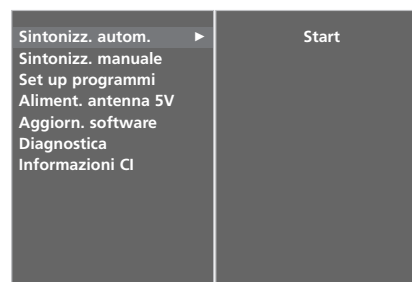 Sintonizz. autom. ►
Start
Sintonizz. manuale
Set up programmi
Aliment. antenna 5V
Aggiorn. software
Diagnostica
Informazioni CI